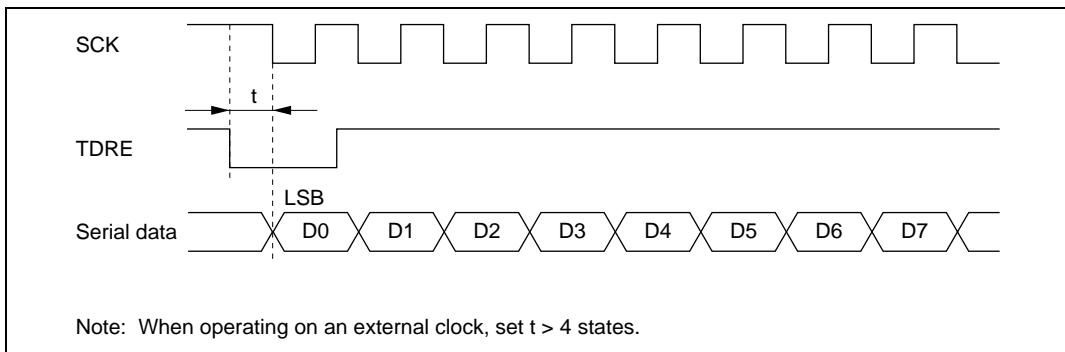 SCK
t
TDRE
LSB
Serial data D0 D1 D2 D3 D4 D5 D6 D7
Note: When operating on an external clock, set t > 4 states.